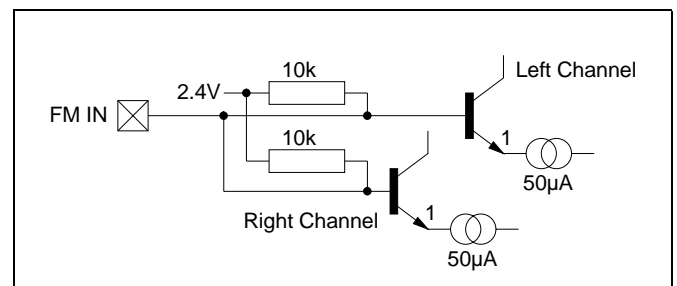 10k
Left Channel
2.4V
FM IN
10k
1
50µA
Right Channel
1
50µA